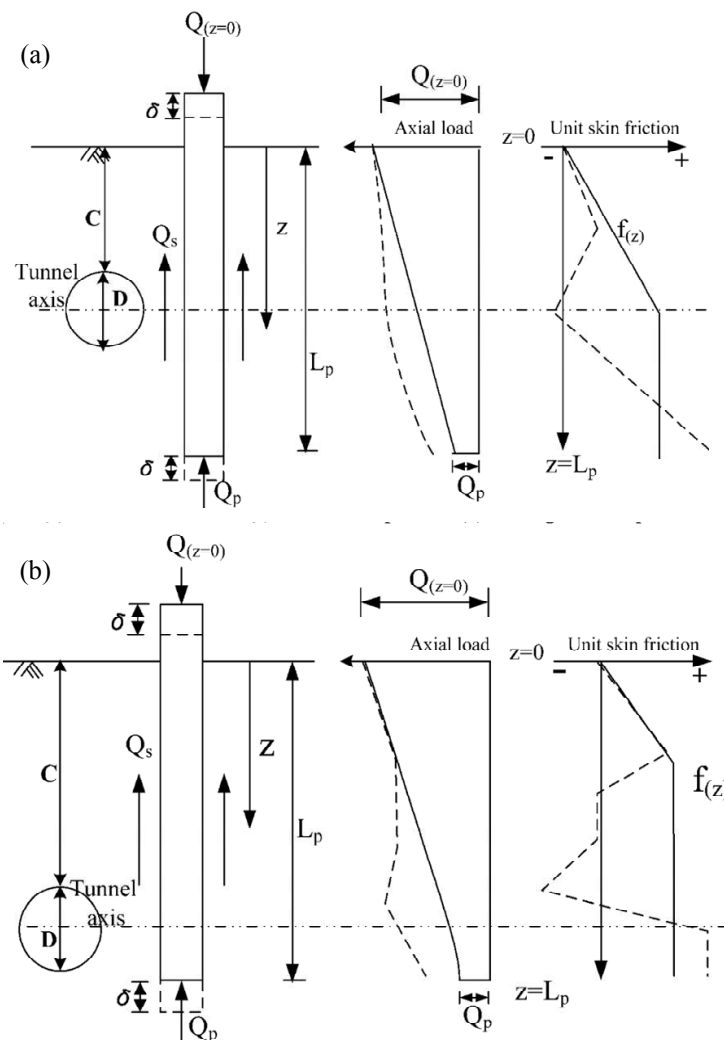 (a)
Q(z=0)
δ
Q(z=0)
Axial load
z=0
Unit skin friction
-
+
C
Qs
z
f(z)
Tunnel
axis
D
Lp
δ
Qp
Qp
z=Lp
(b)
Q(z=0)
δ
Q(z=0)
Axial load
z=0
Unit skin friction
-
+
C
Qs
z
Lp
f(z)
Tunnel
axis
D
δ
Qp
Qp
z=Lp